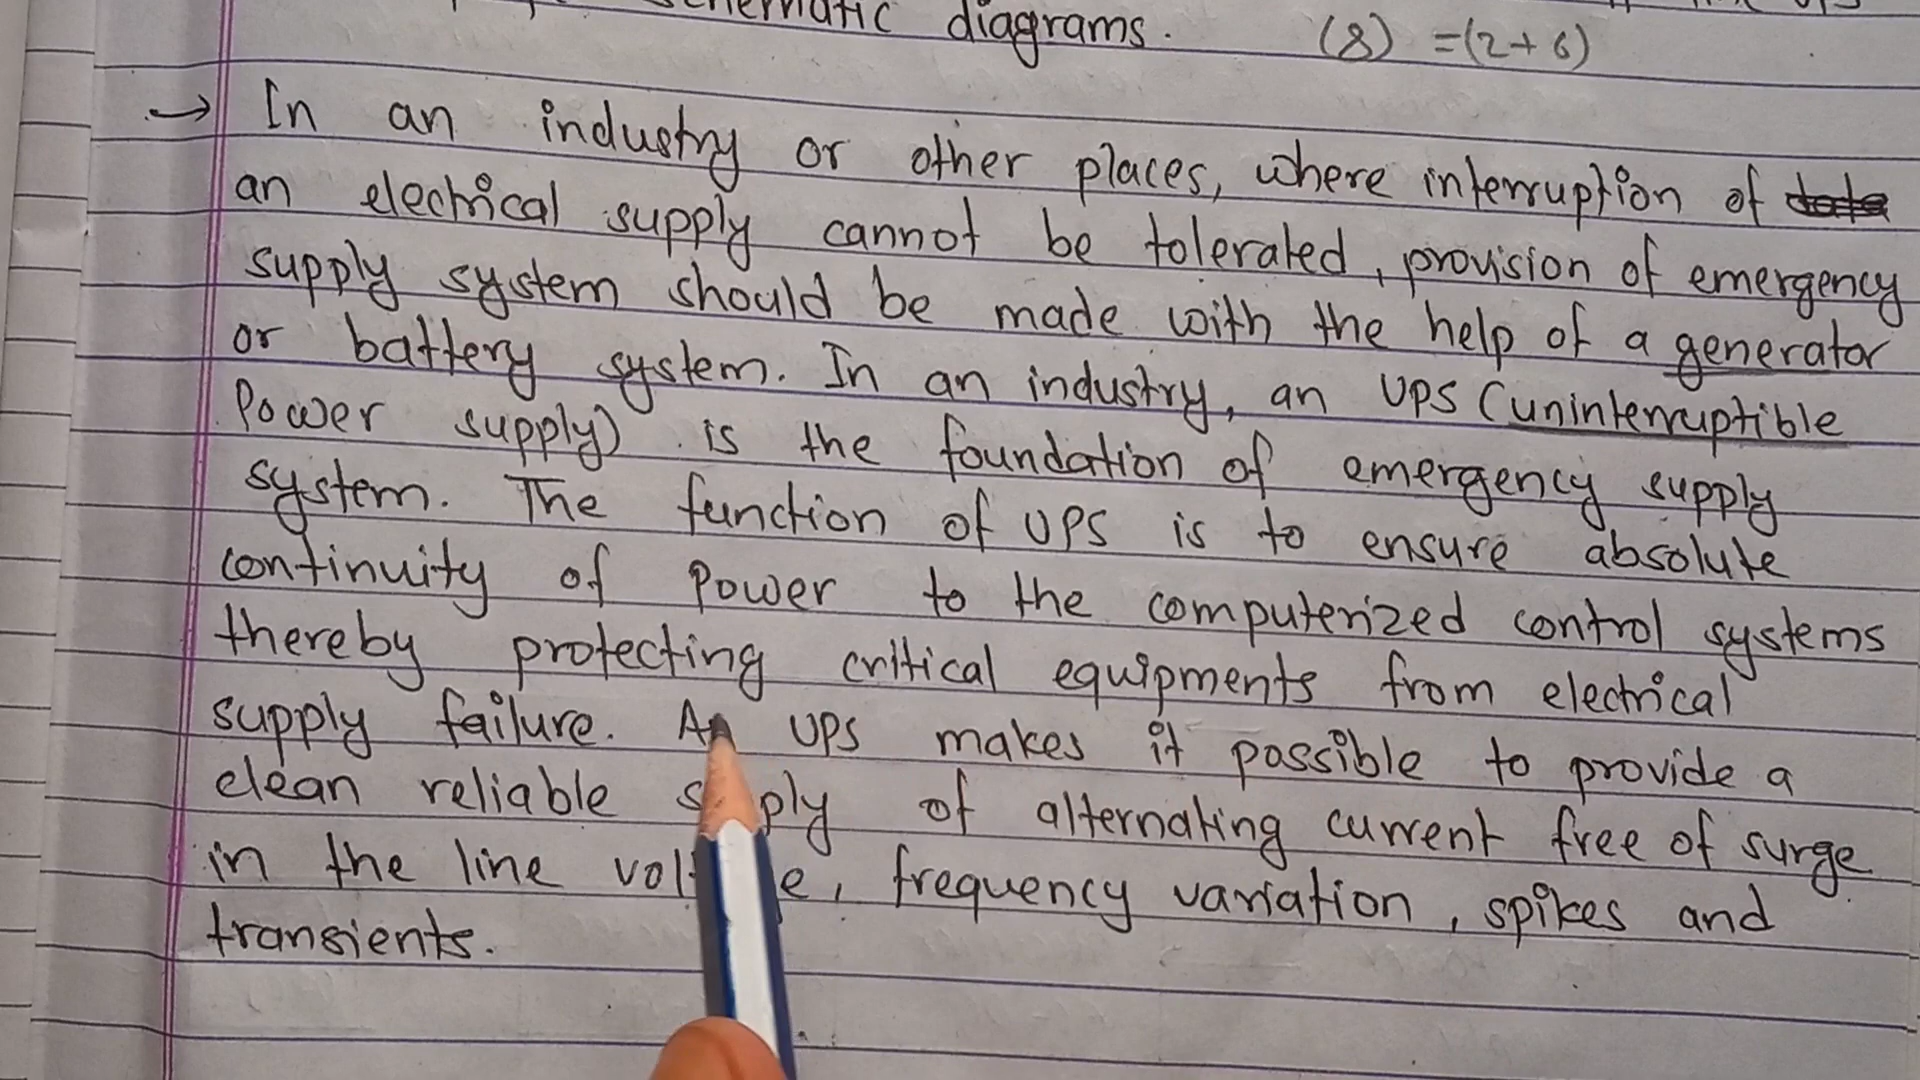 schematic diagrams. (8) =(2+6)
→ In an industry or other places, where interruption of
an electrical supply cannot be tolerated, provision of emergency
supply system should be made with the help of a generator
or battery system. In an industry, an UPS (uninterruptible
Power supply) is the foundation of emergency supply
system. The function of UPS is to ensure absolute
continuity of Power to the computerized control systems
thereby protecting critical equipments from electrical
supply failure. An UPS makes it possible to provide a
clean reliable supply of alternating current free of surge
in the line voltage, frequency variation, spikes and
transients.